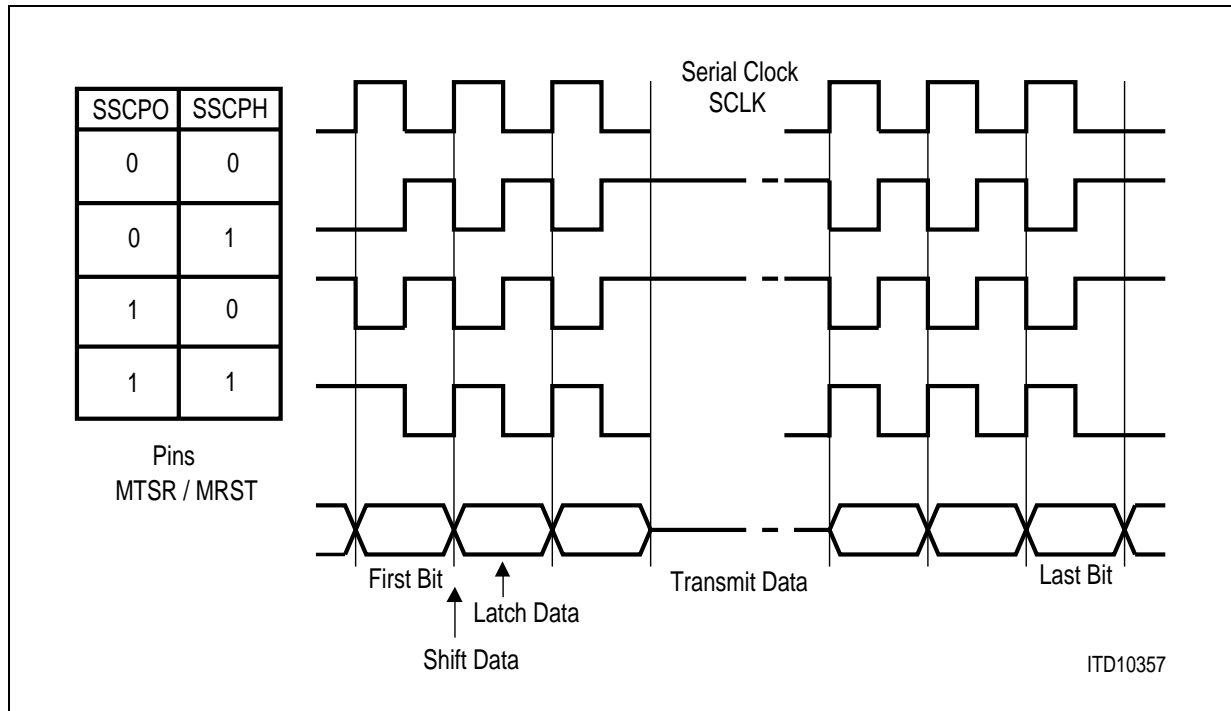 Serial Clock
SCLK
SSCPO SSCPH
0 0
0 1
1 0
1 1
Pins
MTSR / MRST
First Bit
Transmit Data
Last Bit
Latch Data
Shift Data
ITD10357